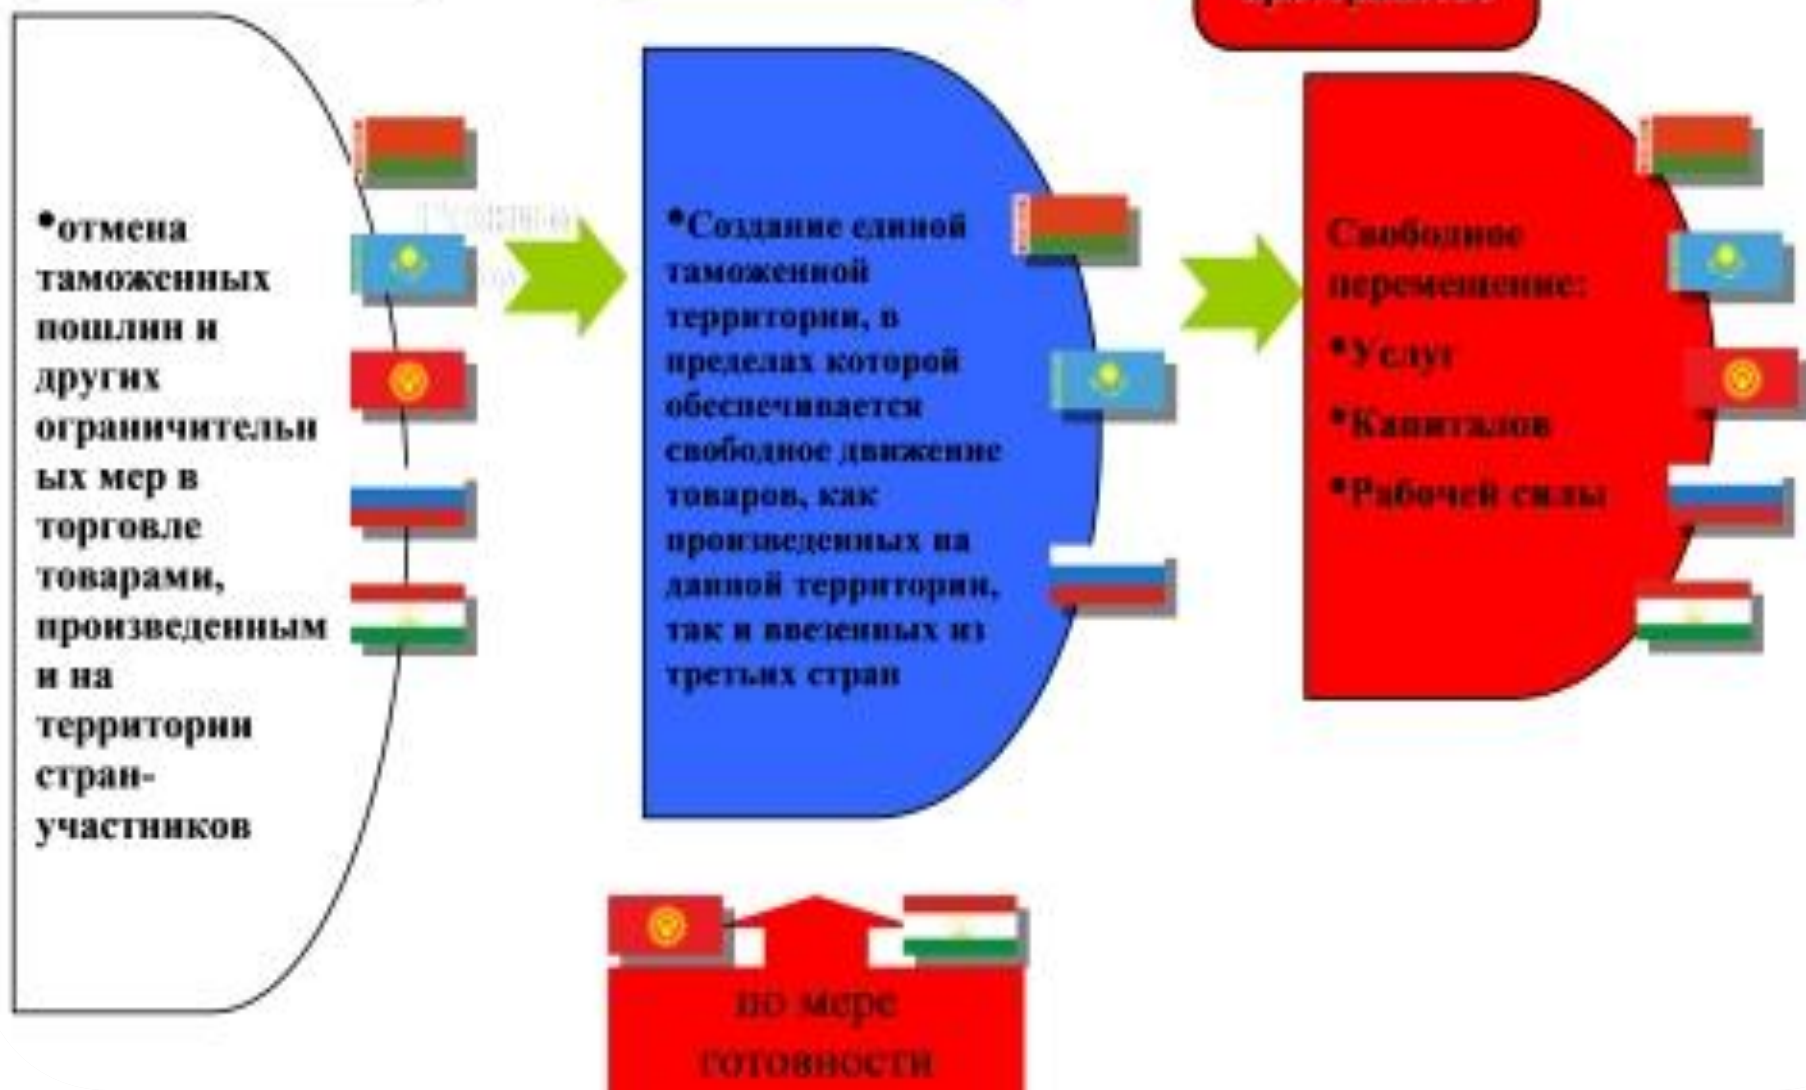 •отмена
таможенных
пошлин и
других
ограничительн
ых мер в
торговле
товарами,
произведенным
и на
территории
стран-
участников
•Создание единой
таможенной
территории, в
пределах которой
обеспечивается
свободное движение
товаров, как
произведенных на
данной территории,
так и ввезенных из
третьих стран
Свободное
перемещение:
•Услуг
•Капиталов
•Рабочей силы
по мере
готовности